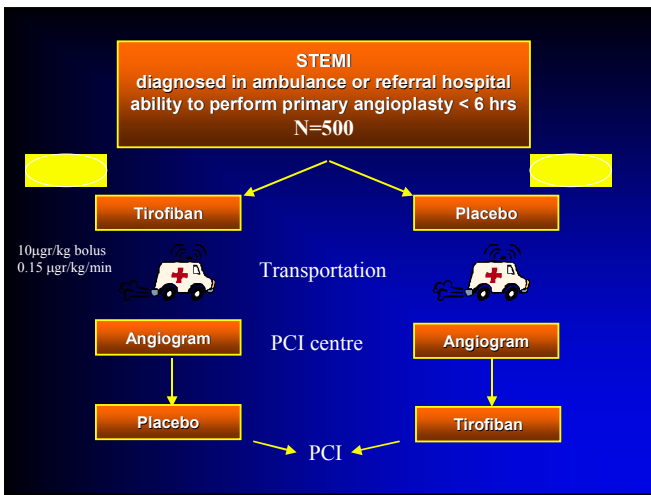 STEMI
diagnosed in ambulance or referral hospital
ability to perform primary angioplasty < 6 hrs
N=500
Tirofiban
Placebo
10μgr/kg bolus
0.15 μgr/kg/min
Transportation
Angiogram
PCI centre
Angiogram
Placebo
Tirofiban
PCI